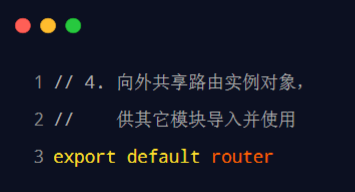 1 // 4. 向外共享路由实例对象，
2 //    供其它模块导入并使用
3 export default router